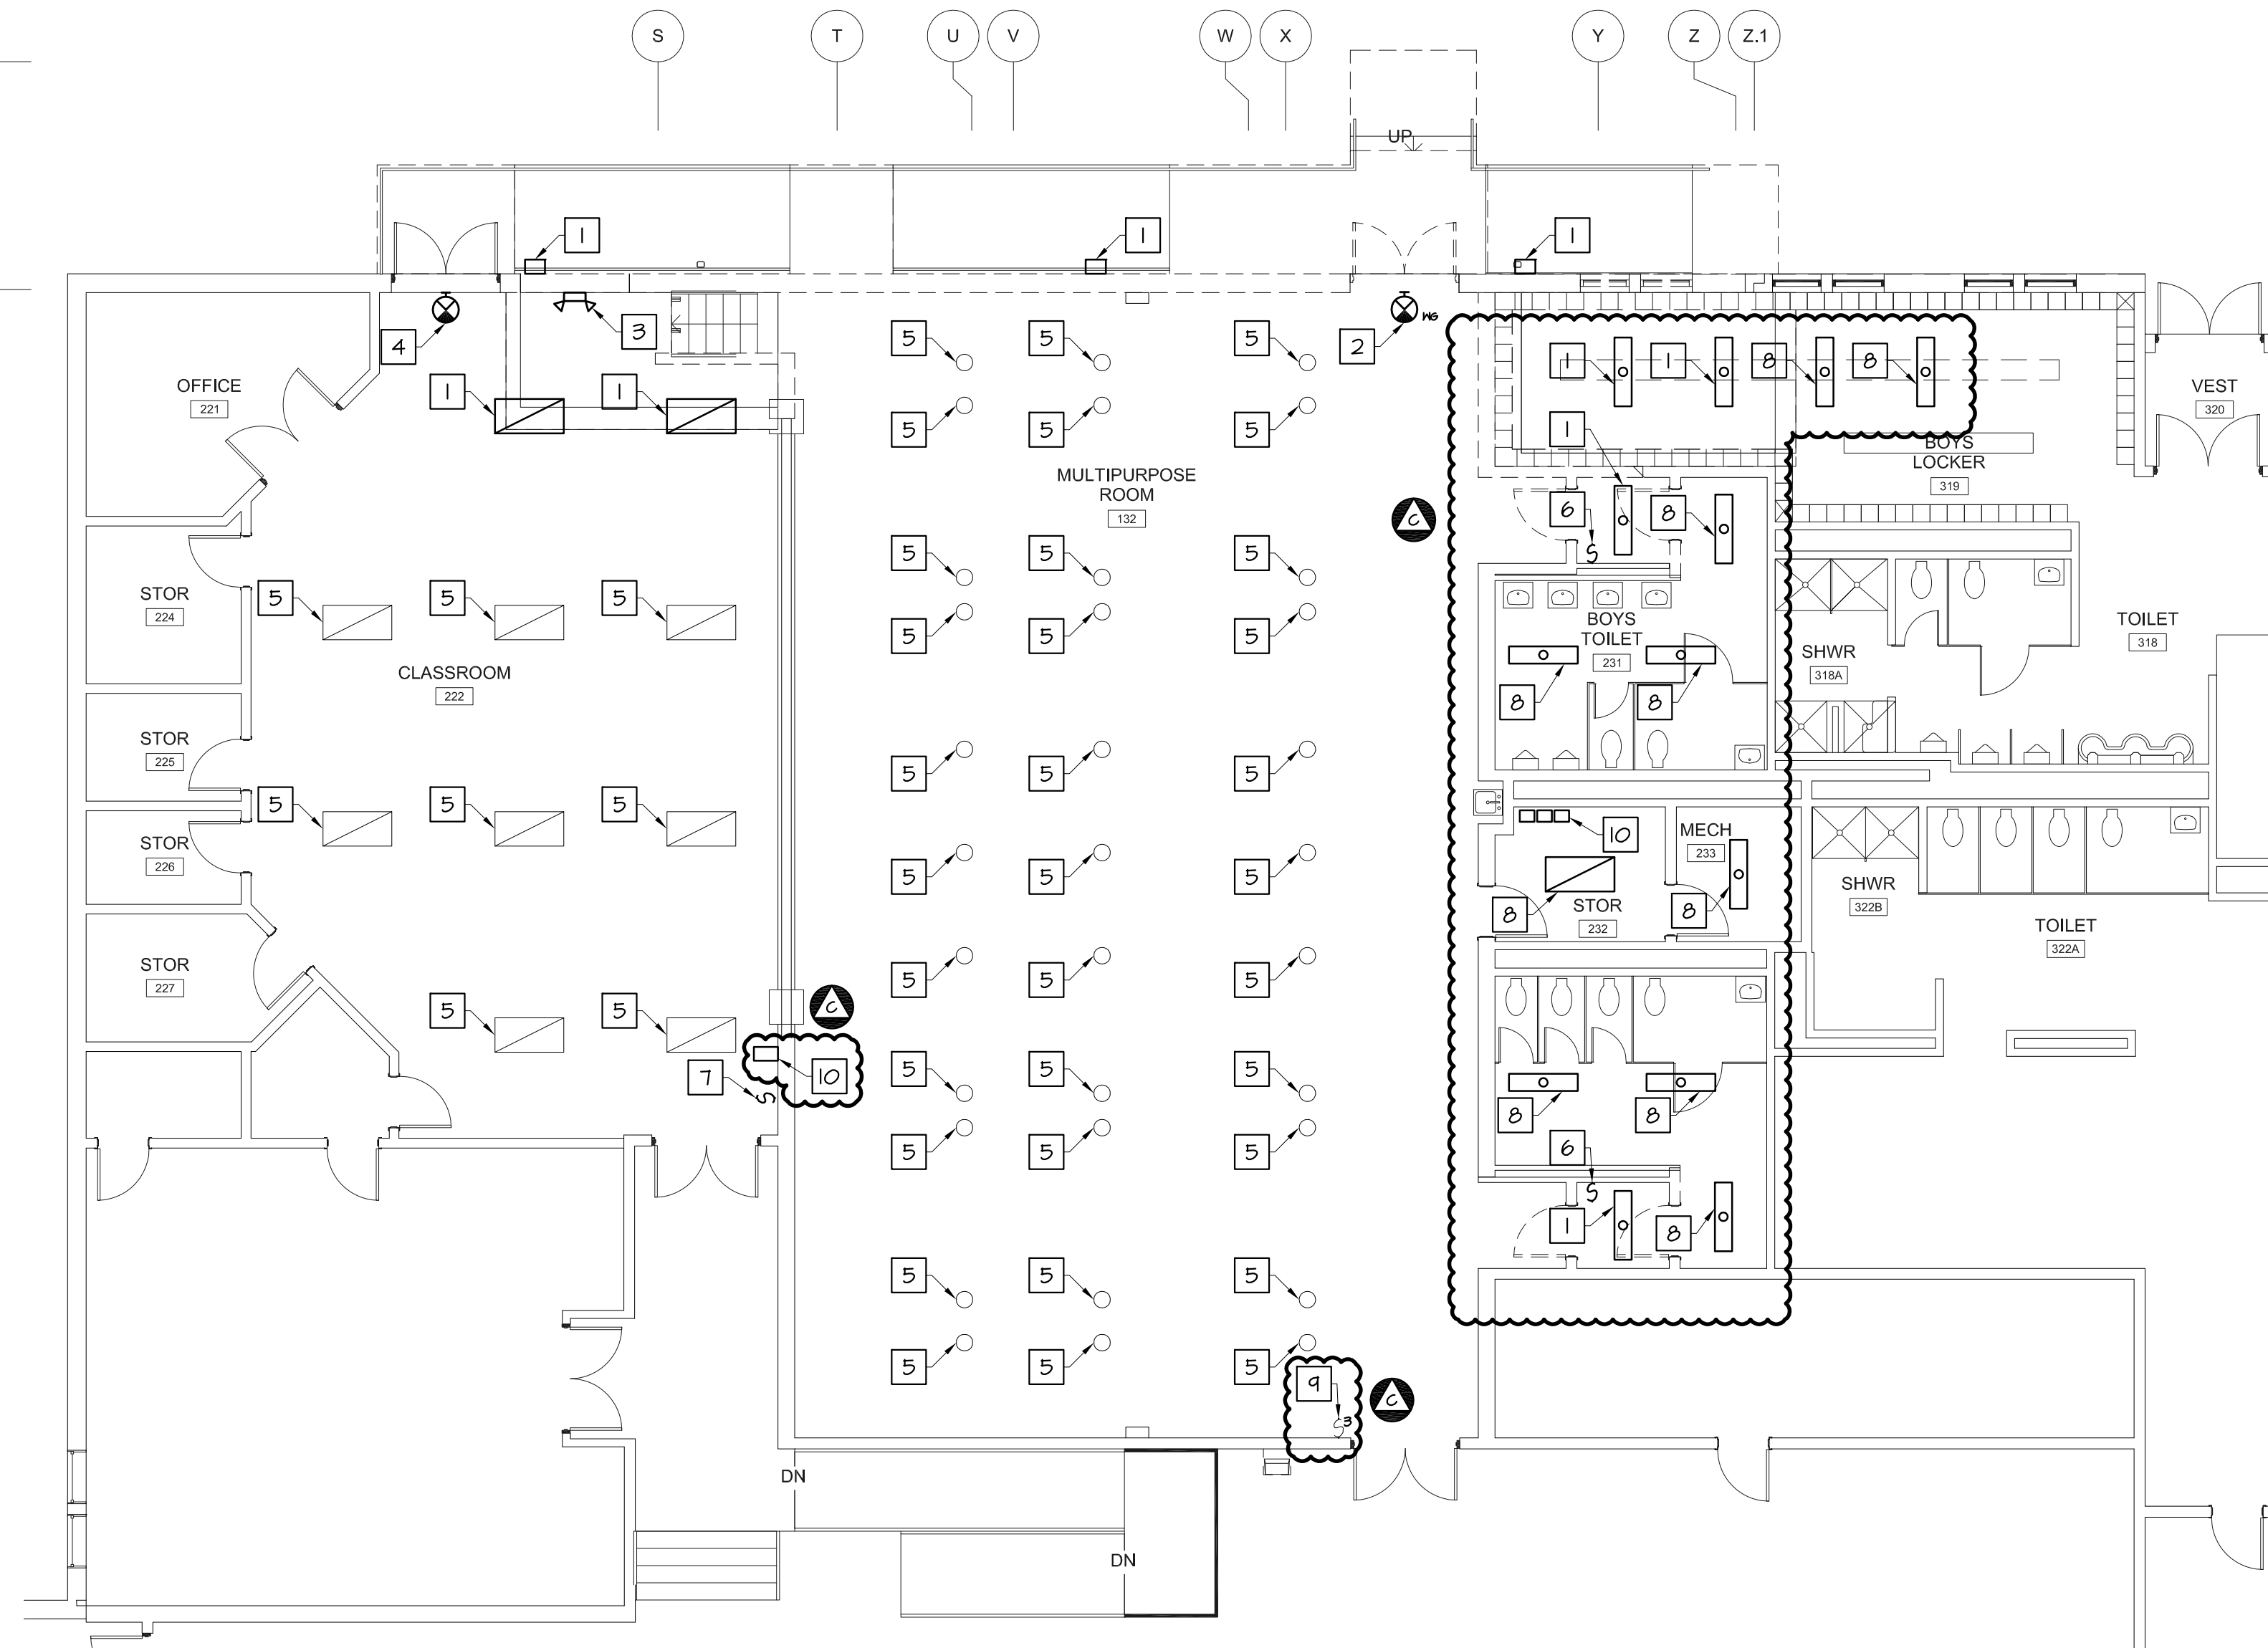 S T U V W X Y Z Z.1
UP
1 1 1
4 3 5 5 5 2 WG 1 1 8 8
OFFICE
221
VEST
320
1 1 5 5 5 1
BOYS
LOCKER
319
MULTIPURPOSE
ROOM
132
C
6 S 8
5 5 5
STOR
224
5 5 5
5 5 5
BOYS
TOILET
231
TOILET
318
SHWR
318A
CLASSROOM
222
8 8
STOR
225
5 5 5
5 5 5
10
MECH
233
STOR
226
5 5 5
SHWR
322B
8 8
STOR
232
TOILET
322A
STOR
227
5 5 5
5 5
C
7 S 10
5 5 5
8 8
5 5 5
6 S
1 8
5 5 5
5 5 5
9 S3
C
DN
DN